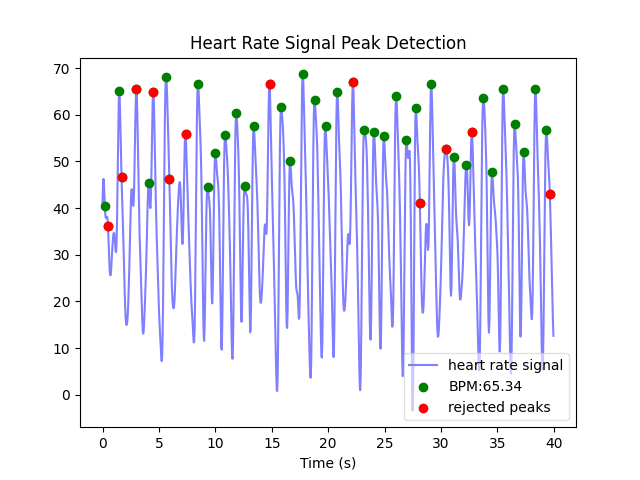 Heart Rate Signal Peak Detection
70
60
50
40
30
20
10
0
0 5 10 15 20 25 30 35 40
Time (s)
heart rate signal
BPM:65.34
rejected peaks